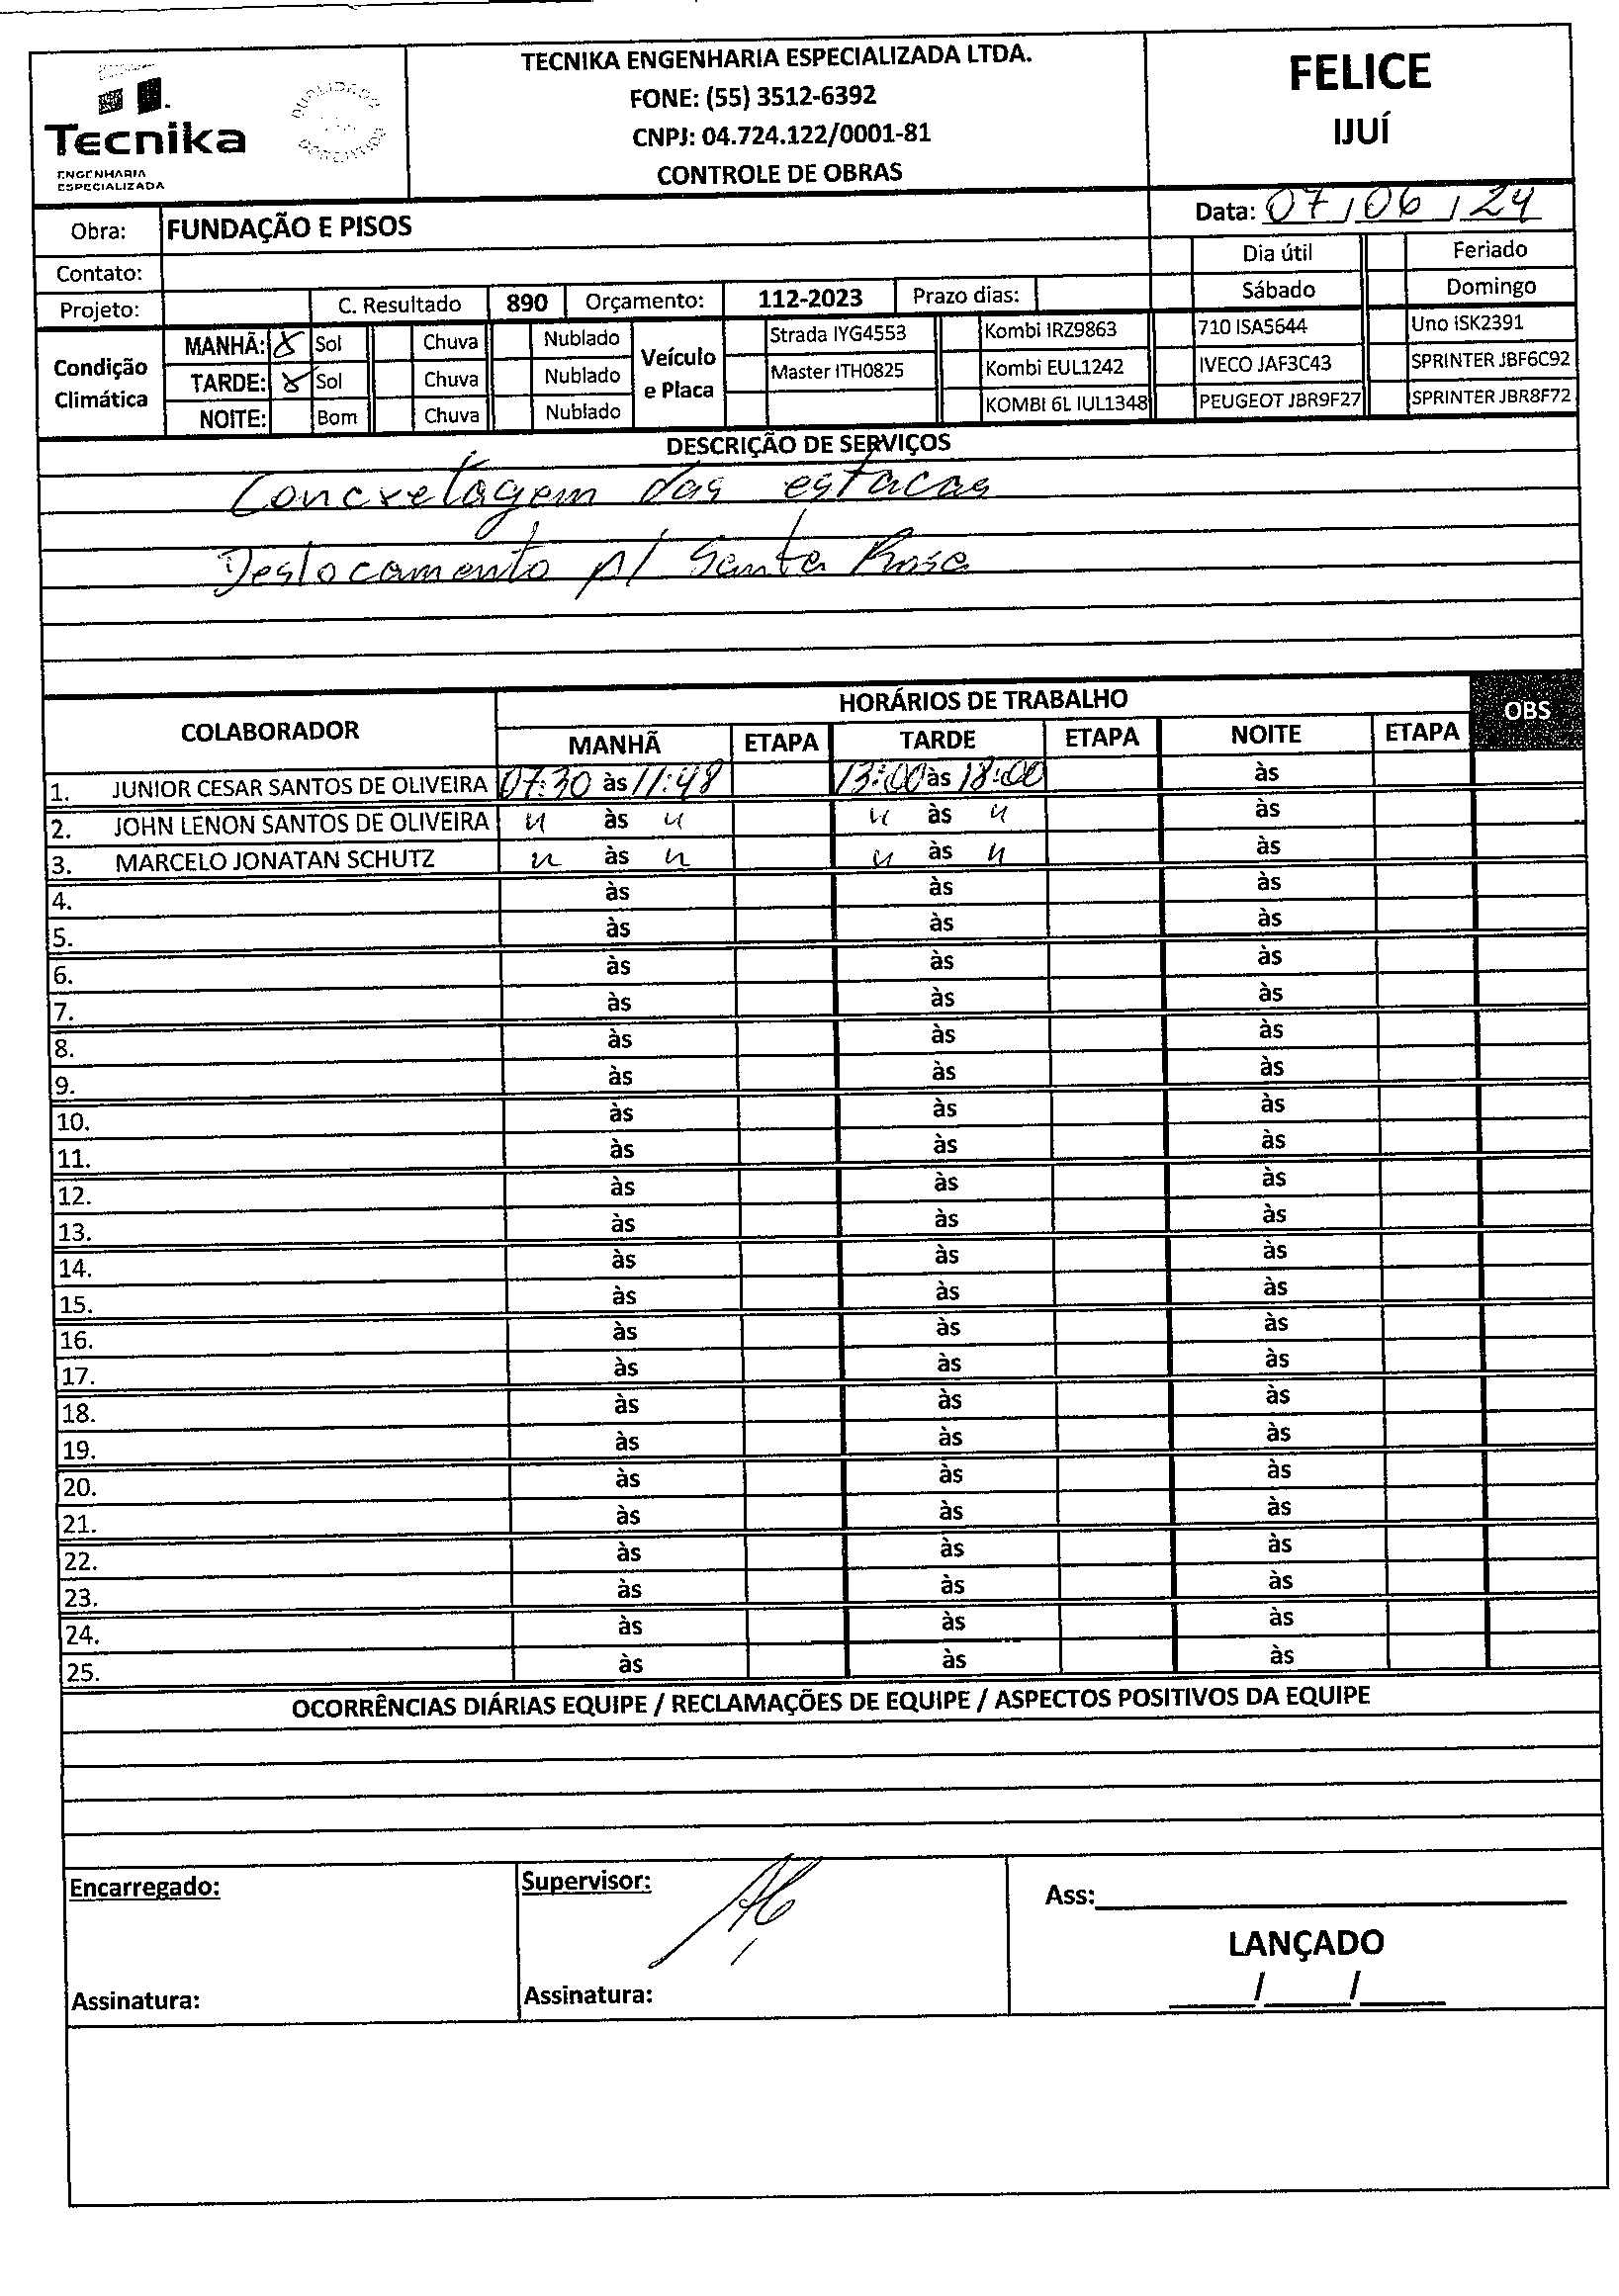 TECNIKA ENGENHARIA ESPECIALIZADA LTDA.
FONE: (55) 3512-6392
CNPJ: 04.724.122/0001-81
CONTROLE DE OBRAS
Tecnika
ENGENHARIA
ESPECIALIZADA
FELICE
IJUÍ
Obra: FUNDAÇÃO E PISOS
Data: 07/06/24
Contato:
Dia útil Feriado
Projeto: C. Resultado 890 Orçamento: 112-2023 Prazo dias: Sábado Domingo
Condição Climática
MANHÃ: X Sol Chuva Nublado
TARDE: X Sol Chuva Nublado
NOITE: Bom Chuva Nublado
Veículo e Placa
Strada IYG4553 Kombi IRZ9863 710 ISA5644 Uno ISK2391
Master ITH0825 Kombi EUL1242 IVECO JAF3C43 SPRINTER JBF6C92
KOMBI 6L IUL1348 PEUGEOT JBR9F27 SPRINTER JBR8F72
DESCRIÇÃO DE SERVIÇOS
Concretagem das estacas
Deslocamento p/ Santa Rosa
COLABORADOR HORÁRIOS DE TRABALHO OBS
MANHÃ ETAPA TARDE ETAPA NOITE ETAPA
1. JUNIOR CESAR SANTOS DE OLIVEIRA 07:30 às 11:48 13:00 às 18:00 às
2. JOHN LENON SANTOS DE OLIVEIRA " às " " às " às
3. MARCELO JONATAN SCHUTZ " às " " às " às
4. às às às
5. às às às
6. às às às
7. às às às
8. às às às
9. às às às
10. às às às
11. às às às
12. às às às
13. às às às
14. às às às
15. às às às
16. às às às
17. às às às
18. às às às
19. às às às
20. às às às
21. às às às
22. às às às
23. às às às
24. às às às
25. às às às
OCORRÊNCIAS DIÁRIAS EQUIPE / RECLAMAÇÕES DE EQUIPE / ASPECTOS POSITIVOS DA EQUIPE
Encarregado:
Supervisor:
Ass:
LANÇADO
/ /
Assinatura:
Assinatura: